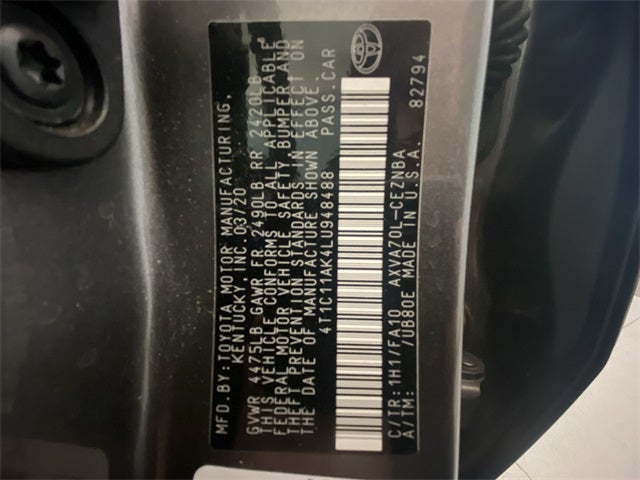 MFD.BY:TOYOTA MOTOR MANUFACTURING,
KENTUCKY, INC.03/20
GVWR 4475LB GAWR FR 2490LB RR 2420LB
THIS VEHICLE CONFORMS TO ALL APPLICABLE
FEDERAL MOTOR VEHICLE SAFETY,BUMPER,AND
THEFT PREVENTION STANDARDS IN EFFECT ON
THE DATE OF MANUFACTURE SHOWN ABOVE.
4T1C11AK4LU948488 PASS.CAR
C/TR:1H1/FA10 AXVA70L-CEZNBA
A/TM: /UB80E MADE IN U.S.A.
82794